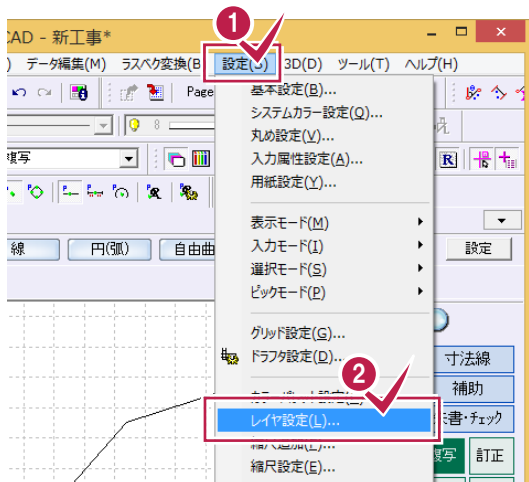 CAD - 新工事*
) データ編集(M) ラスベク変換(B 設定(S) 3D(D) ツール(T) ヘルプ(H)
1
Page
基本設定(B)...
システムカラー設定(Q)...
丸め設定(V)...
入力属性設定(A)...
用紙設定(Y)...
表示モード(M)
入力モード(I)
選択モード(S)
ピックモード(P)
グリッド設定(G)...
ドラフタ設定(D)...
2
レイヤ設定(L)...
縮尺設定(E)...
8
複写
R
線 円(弧) 自由曲 設定
寸法線
補助
書・チェック
複写 訂正